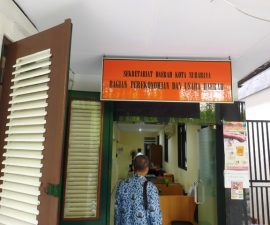 SEKRETARIAT DAERAH KOTA SURABAYA
BAGIAN PEREKONOMIAN DAN USAHA DAERAH